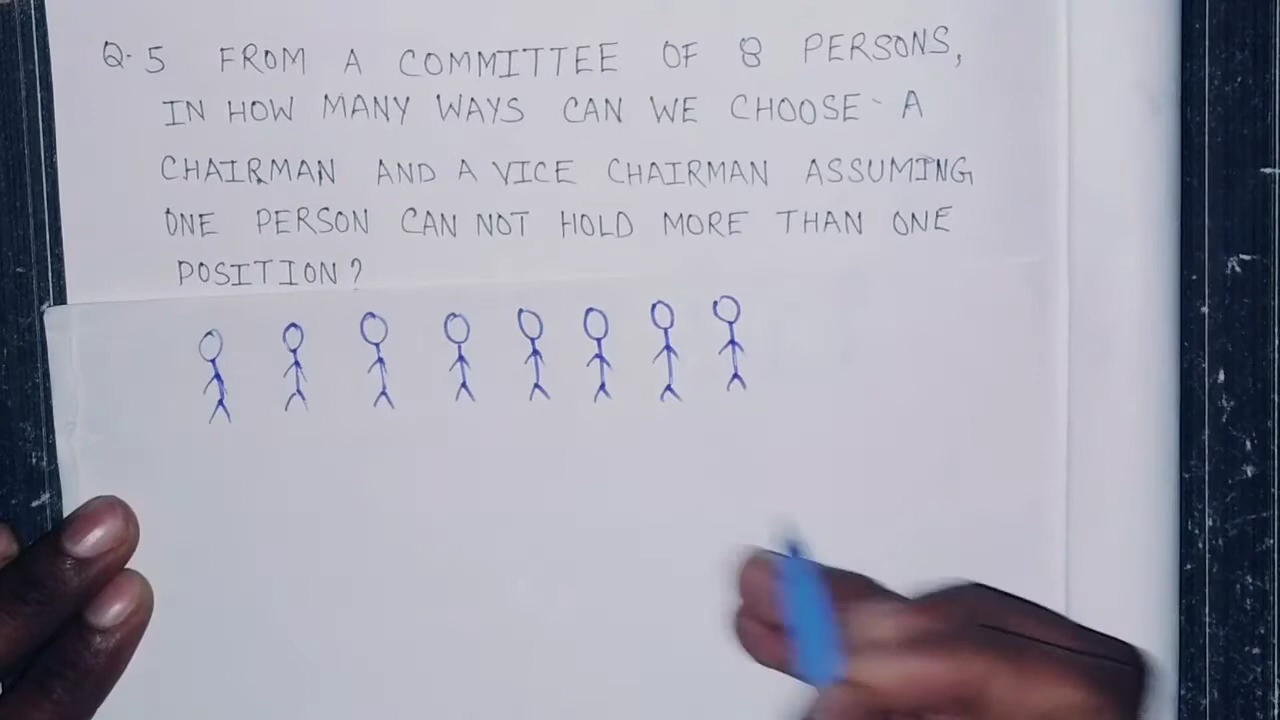 Q. 5 FROM A COMMITTEE OF 8 PERSONS,
IN HOW MANY WAYS CAN WE CHOOSE A
CHAIRMAN AND A VICE CHAIRMAN ASSUMING
ONE PERSON CAN NOT HOLD MORE THAN ONE
POSITION?